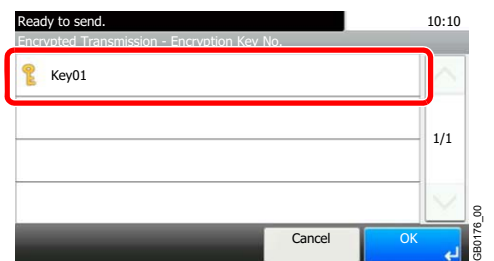 Ready to send. 10:10
Encrypted Transmission - Encryption Key No.
Key01
1/1
Cancel OK
GB0176_00